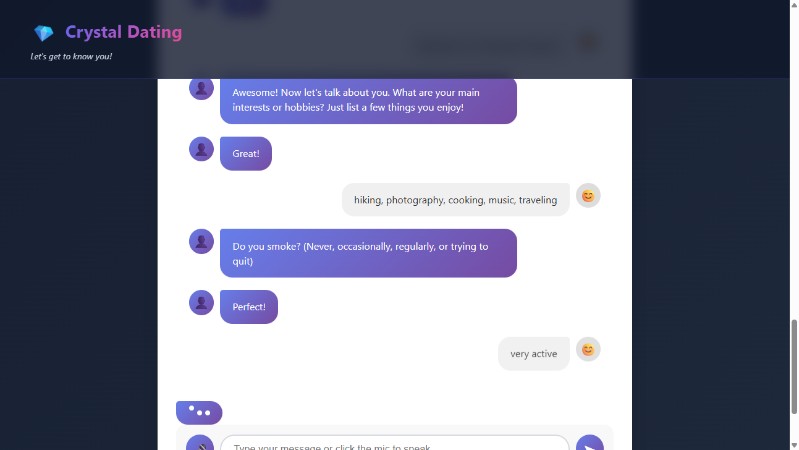 Crystal Dating
Let's get to know you!
Awesome! Now let's talk about you. What are your main
interests or hobbies? Just list a few things you enjoy!
Great!
hiking, photography, cooking, music, traveling
Do you smoke? (Never, occasionally, regularly, or trying to
quit)
Perfect!
very active
Type your message or click the mic to speak